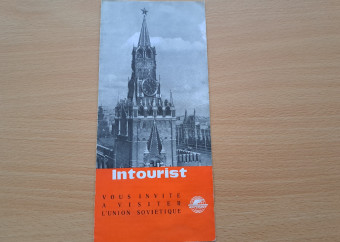 Intourist
VOUS INVITE
A VISITER
L'UNION SOVIETIQUE